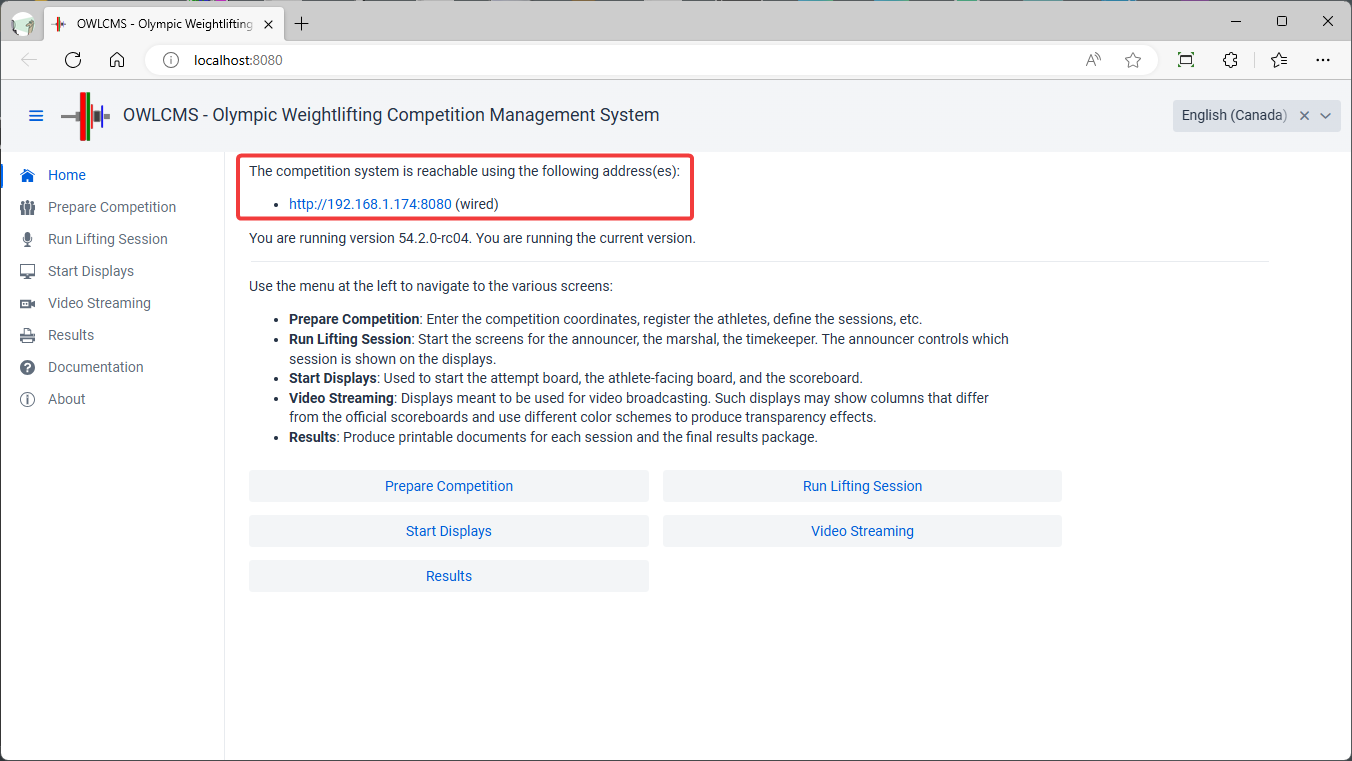 OWLCMS - Olympic Weightlifting
localhost:8080
OWLCMS - Olympic Weightlifting Competition Management System
English (Canada)
Home
Prepare Competition
Run Lifting Session
Start Displays
Video Streaming
Results
Documentation
About
The competition system is reachable using the following address(es):
• http://192.168.1.174:8080 (wired)
You are running version 54.2.0-rc04. You are running the current version.
Use the menu at the left to navigate to the various screens:
• Prepare Competition: Enter the competition coordinates, register the athletes, define the sessions, etc.
• Run Lifting Session: Start the screens for the announcer, the marshal, the timekeeper. The announcer controls which
session is shown on the displays.
• Start Displays: Used to start the attempt board, the athlete-facing board, and the scoreboard.
• Video Streaming: Displays meant to be used for video broadcasting. Such displays may show columns that differ
from the official scoreboards and use different color schemes to produce transparency effects.
• Results: Produce printable documents for each session and the final results package.
Prepare Competition
Run Lifting Session
Start Displays
Video Streaming
Results